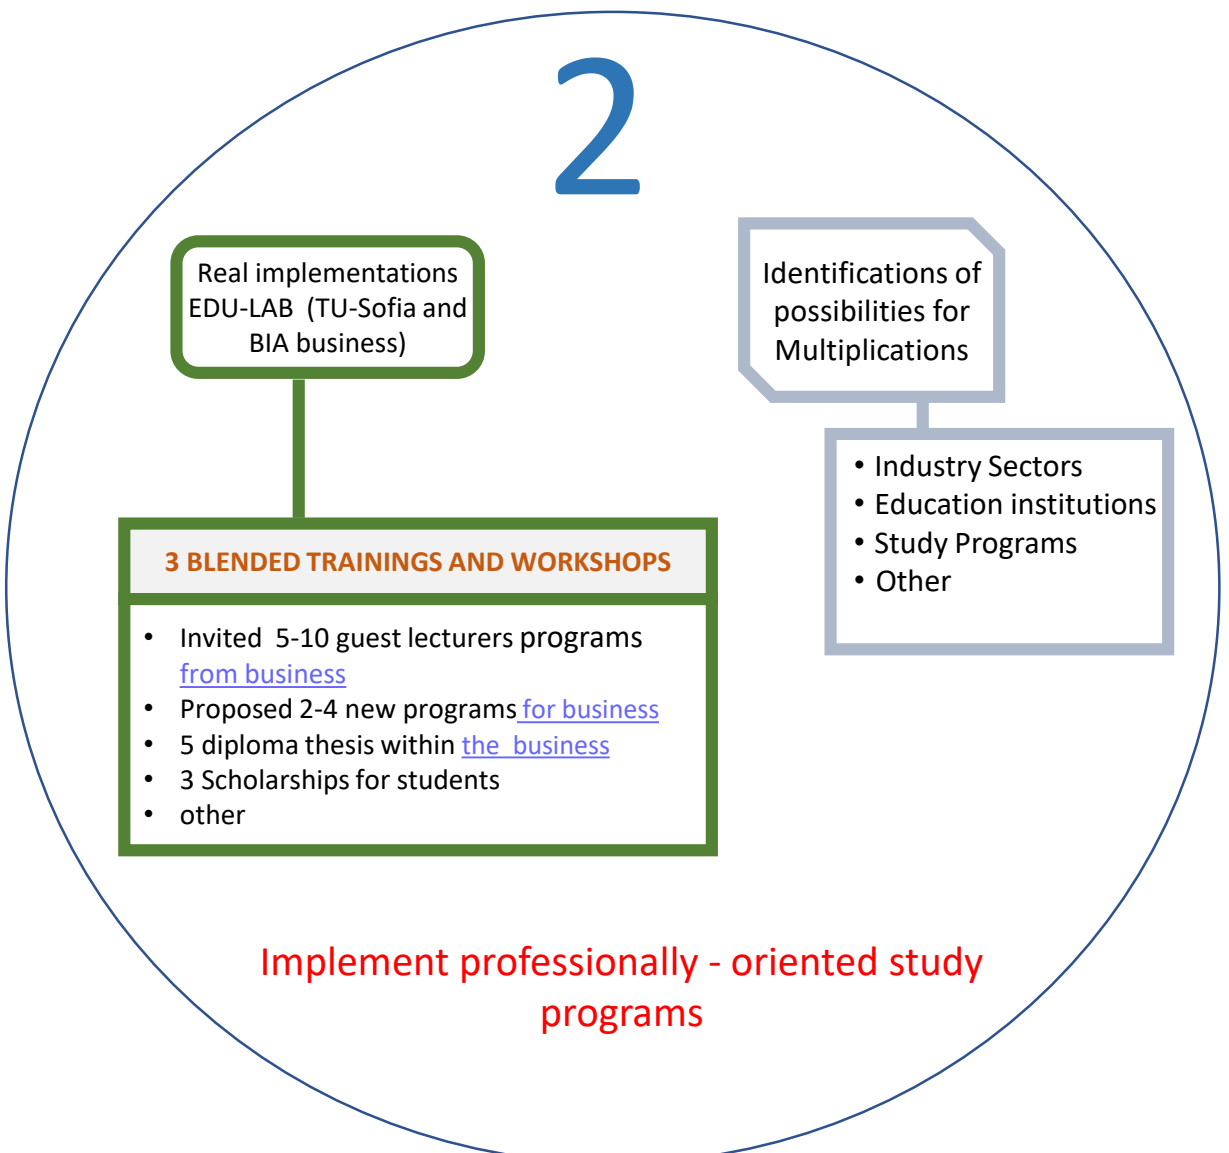 2
Real implementations
EDU-LAB  (TU-Sofia and
BIA business)
Identifications of
possibilities for
Multiplications
• Industry Sectors
• Education institutions
• Study Programs
• Other
3 BLENDED TRAININGS AND WORKSHOPS
• Invited  5-10 guest lecturers programs
from business
• Proposed 2-4 new programs for business
• 5 diploma thesis within the  business
• 3 Scholarships for students
• other
Implement professionally - oriented study
programs